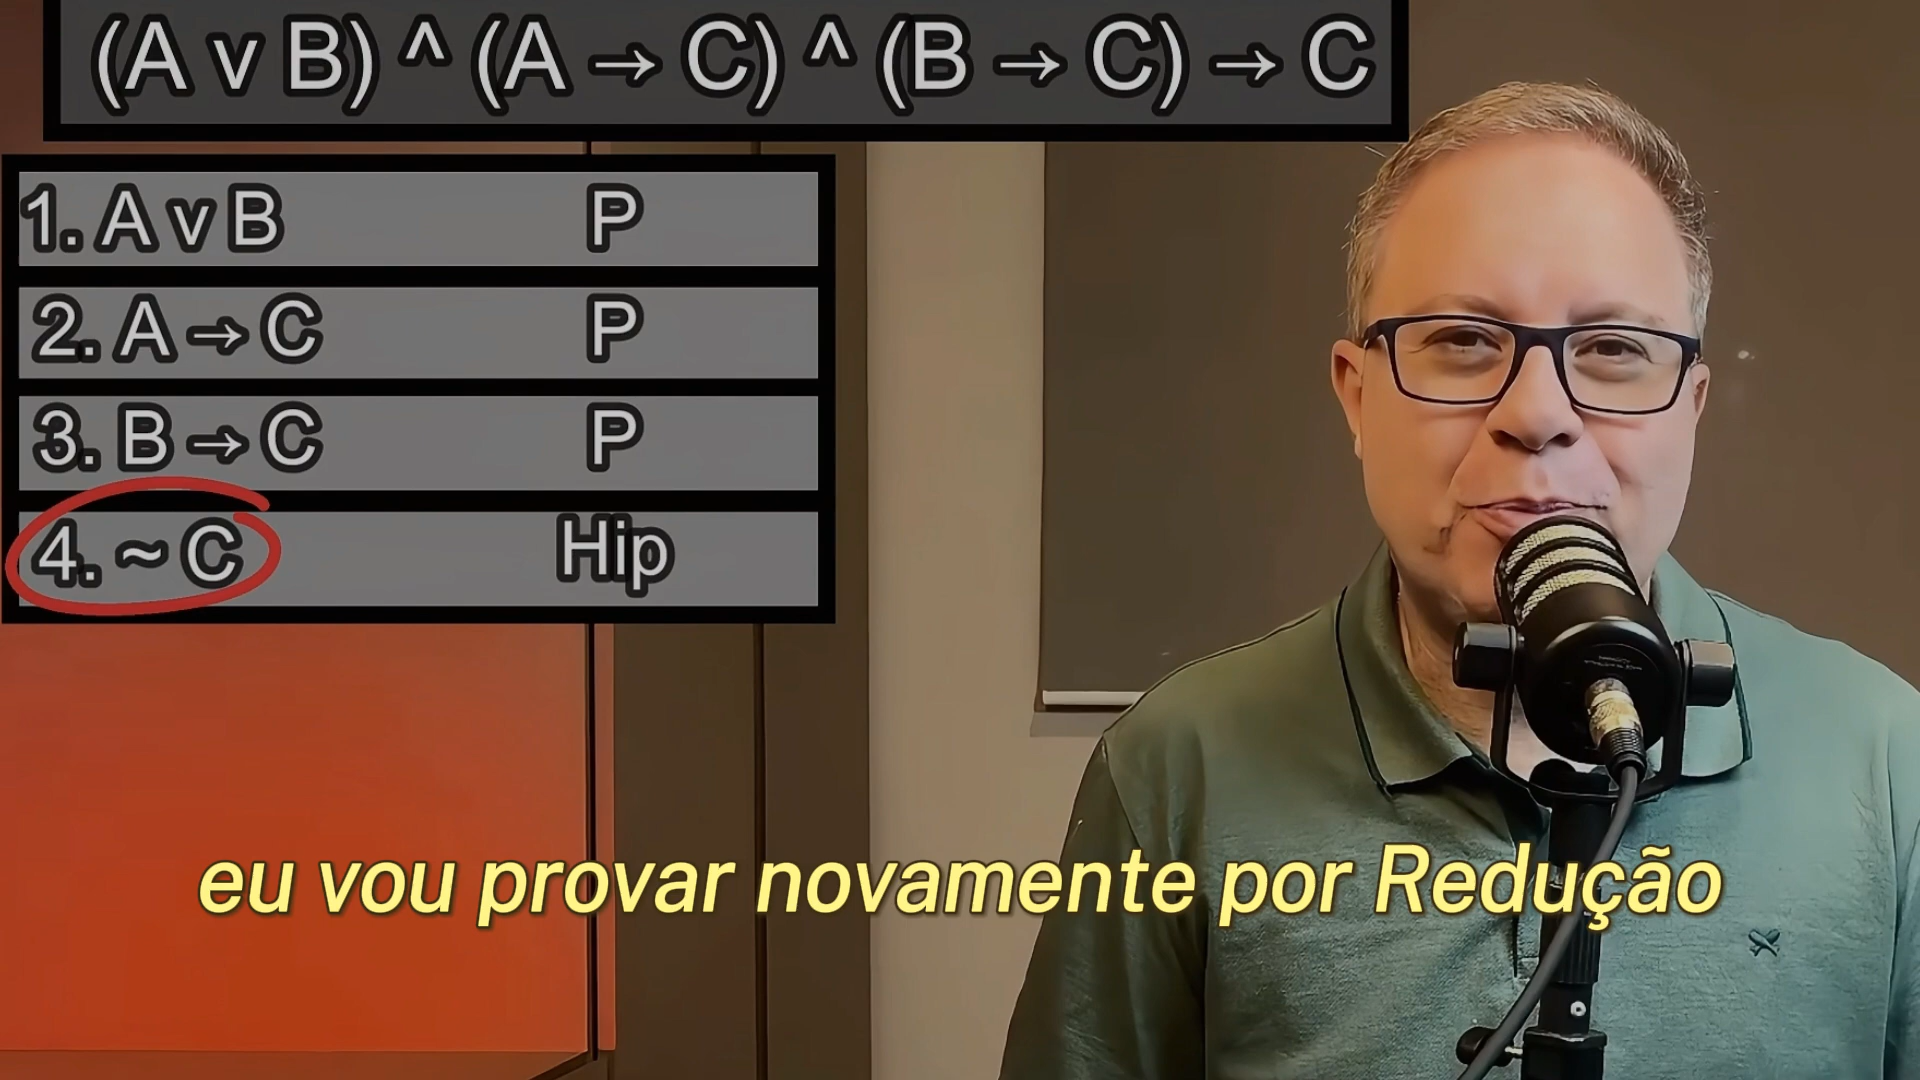 (A v B) ^ (A → C) ^ (B → C) → C
1. A v B P
2. A → C P
3. B → C P
4. ~ C Hip
eu vou provar novamente por Redução